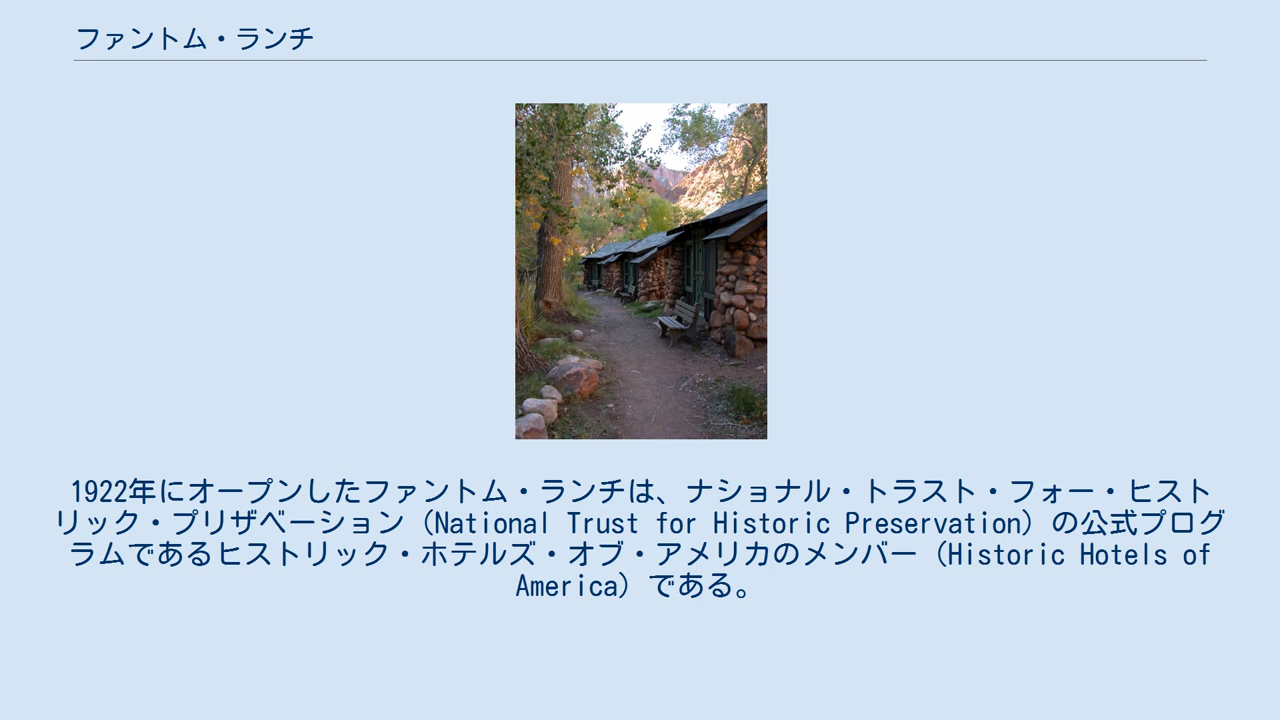 ファントム・ランチ
1922年にオープンしたファントム・ランチは、ナショナル・トラスト・フォー・ヒスト
リック・プリザベーション（National Trust for Historic Preservation）の公式プログ
ラムであるヒストリック・ホテルズ・オブ・アメリカのメンバー（Historic Hotels of
America）である。